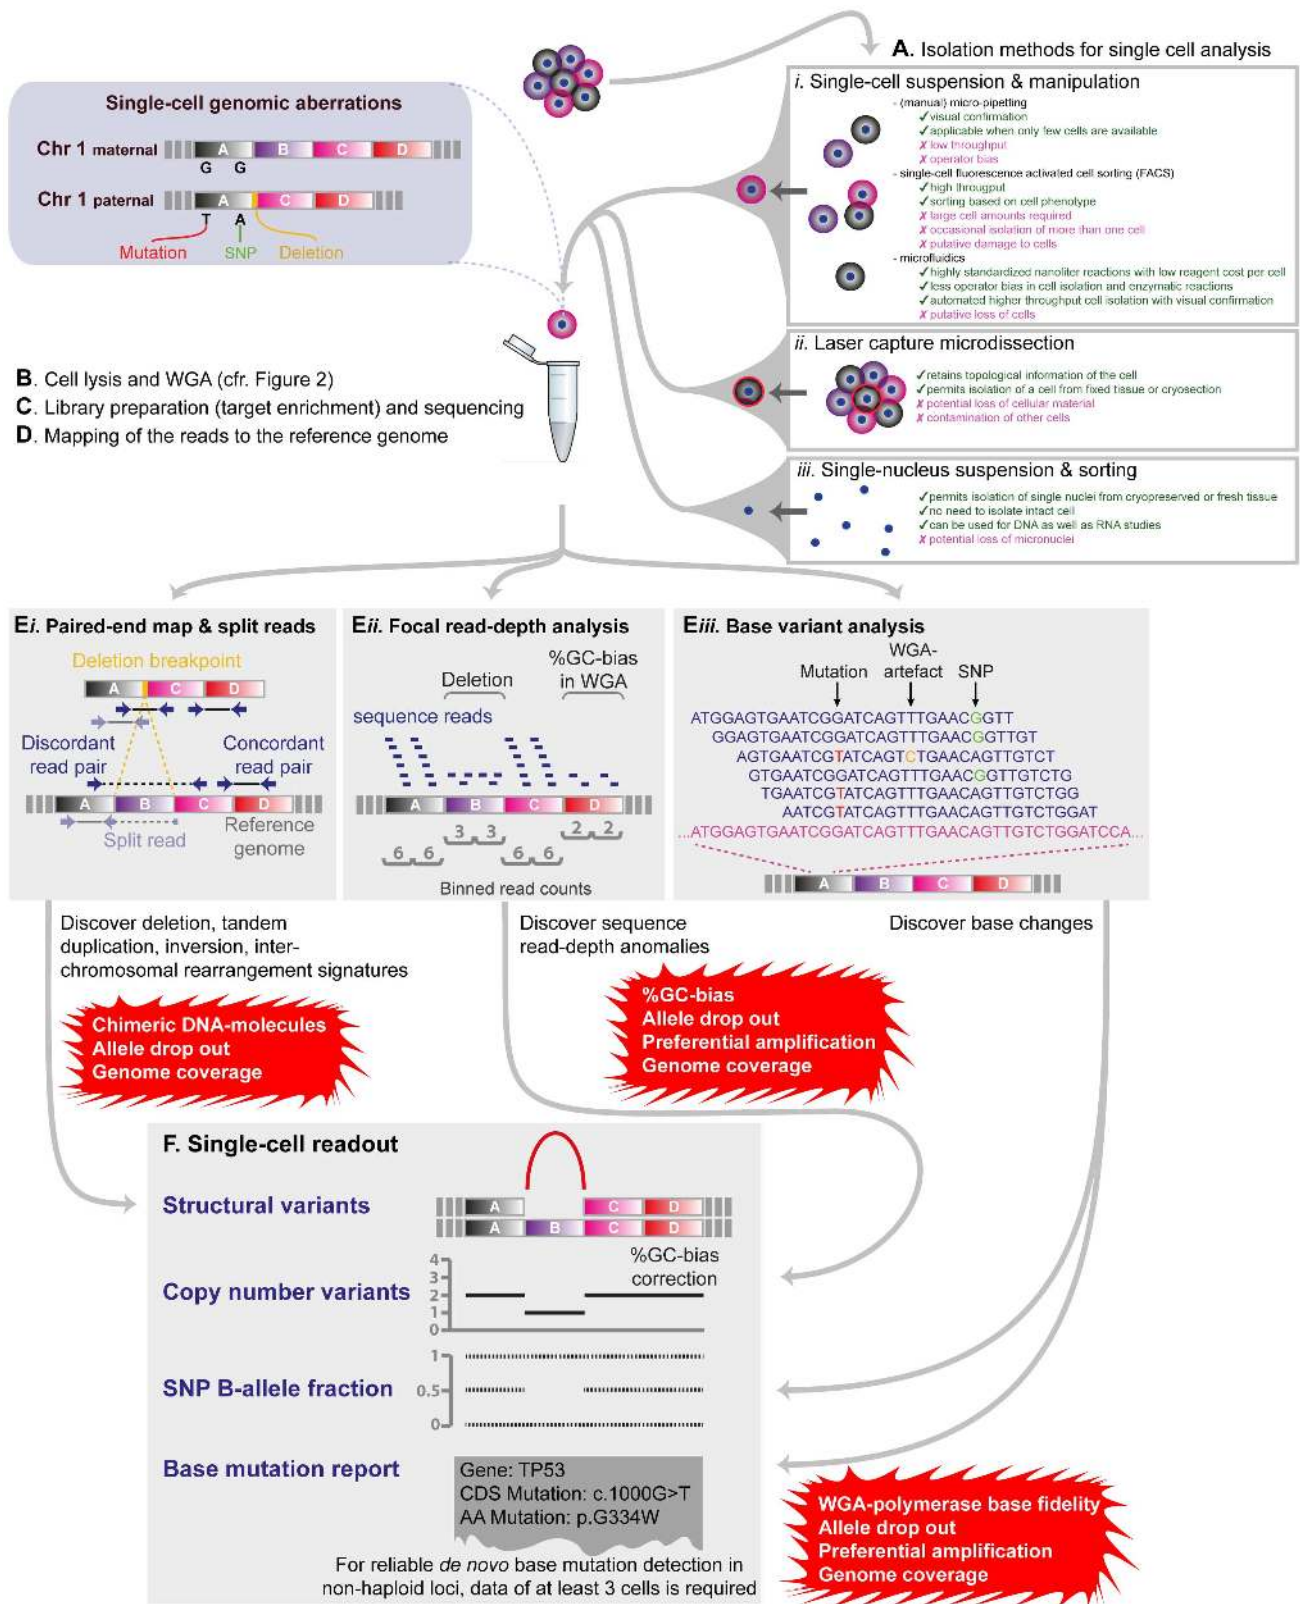 A. Isolation methods for single cell analysis
i. Single-cell suspension & manipulation
- (manual) micro-pipetting
✓visual confirmation
✓applicable when only few cells are available
✗low throughput
✗operator bias
- single-cell fluorescence activated cell sorting (FACS)
✓high througput
✓sorting based on cell phenotype
✗large cell amounts required
✗occasional isolation of more than one cell
✗putative damage to cells
- microfluidics
✓highly standardized nanoliter reactions with low reagent cost per cell
✓less operator bias in cell isolation and enzymatic reactions
✓automated higher throughput cell isolation with visual confirmation
✗putative loss of cells
ii. Laser capture microdissection
✓retains topological information of the cell
✓permits isolation of a cell from fixed tissue or cryosection
✗potential loss of cellular material
✗contamination of other cells
iii. Single-nucleus suspension & sorting
✓permits isolation of single nuclei from cryopreserved or fresh tissue
✓no need to isolate intact cell
✓can be used for DNA as well as RNA studies
✗potential loss of micronuclei
Single-cell genomic aberrations
Chr 1 maternal A B C D
G G
Chr 1 paternal A C D
T A
Mutation SNP Deletion
B. Cell lysis and WGA (cfr. Figure 2)
C. Library preparation (target enrichment) and sequencing
D. Mapping of the reads to the reference genome
Ei. Paired-end map & split reads
Deletion breakpoint
A C D
Discordant read pair
Concordant read pair
A B C D
Split read
Reference genome
Eii. Focal read-depth analysis
Deletion
%GC-bias in WGA
sequence reads
A B C D
3 3 2 2
6 6 6 6
Binned read counts
Eiii. Base variant analysis
Mutation
WGA-artefact
SNP
ATGGAGTGAATCGGATCAGTTTGAACGGTT
GGAGTGAATCGGATCAGTTTGAACGGTTGT
AGTGAATCGTATCAGTCTGAACAGTTGTCT
GTGAATCGGATCAGTTTGAACGGTTGTCTG
TGAATCGTATCAGTTTGAACAGTTGTCTGG
AATCGTATCAGTTTGAACAGTTGTCTGGAT
...ATGGAGTGAATCGGATCAGTTTGAACAGTTGTCTGGATCCA...
A B C D
Discover deletion, tandem
duplication, inversion, inter-
chromosomal rearrangement signatures
Chimeric DNA-molecules
Allele drop out
Genome coverage
Discover sequence
read-depth anomalies
%GC-bias
Allele drop out
Preferential amplification
Genome coverage
Discover base changes
F. Single-cell readout
Structural variants
A C D
A B C D
Copy number variants
%GC-bias
correction
4
3
2
1
0
SNP B-allele fraction
1
0.5
0
Base mutation report
Gene: TP53
CDS Mutation: c.1000G>T
AA Mutation: p.G334W
For reliable de novo base mutation detection in
non-haploid loci, data of at least 3 cells is required
WGA-polymerase base fidelity
Allele drop out
Preferential amplification
Genome coverage